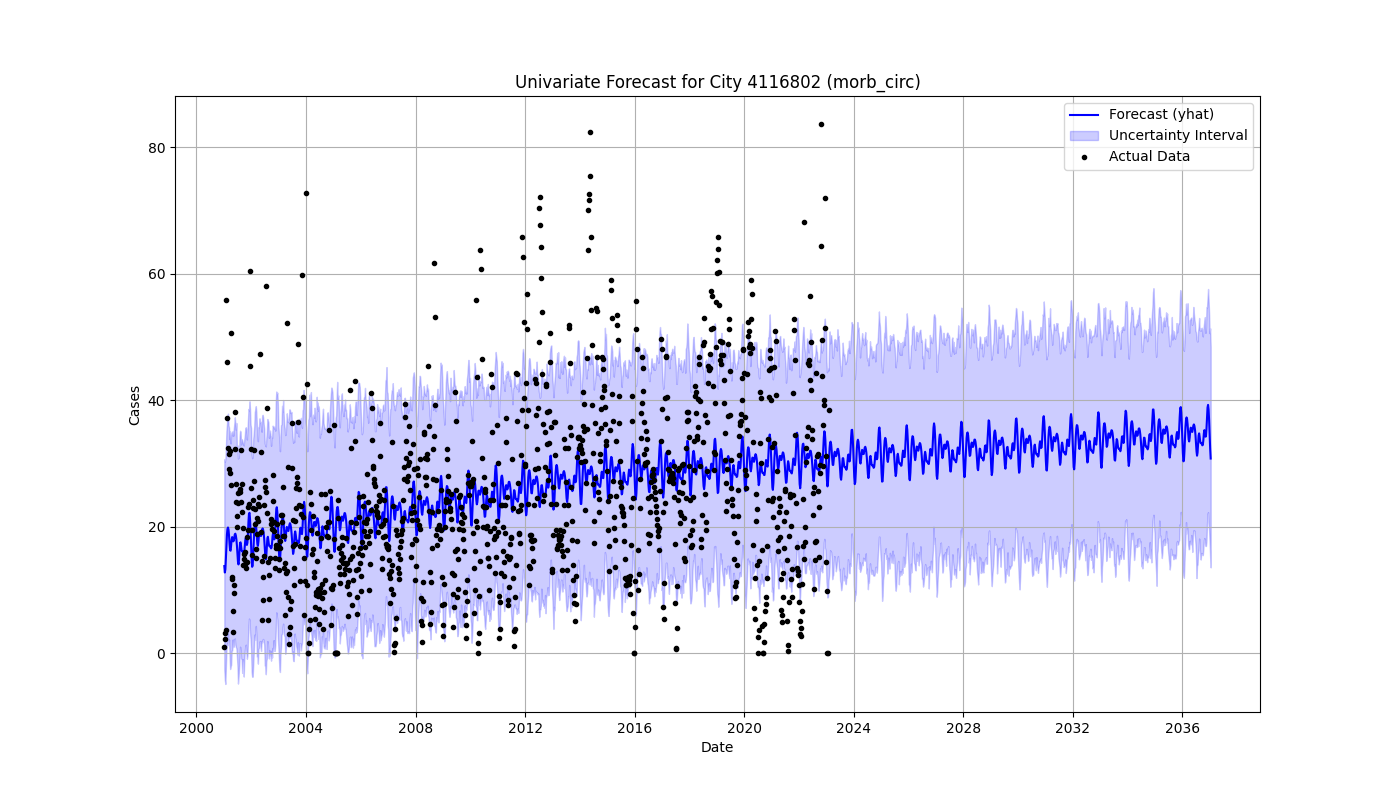 Univariate Forecast for City 4116802 (morb_circ)
Forecast (yhat)
Uncertainty Interval
Actual Data
Cases
80
60
40
20
0
2000 2004 2008 2012 2016 2020 2024 2028 2032 2036
Date